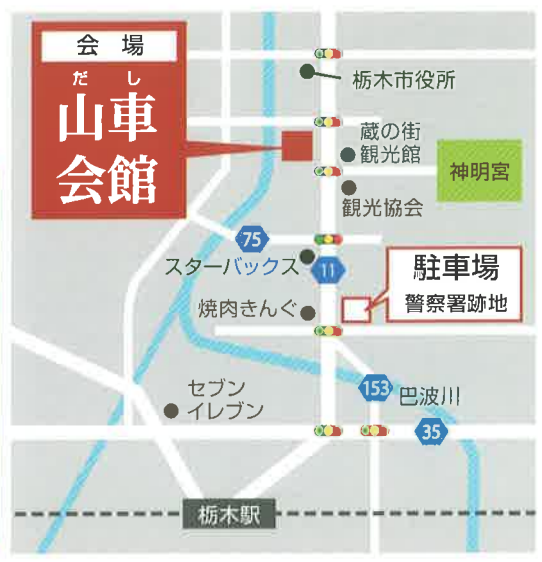 会場
だし
山車
会館
栃木市役所
蔵の街
観光館
神明宮
観光協会
75
スターバックス
11
駐車場
警察署跡地
焼肉きんぐ
153
巴波川
セブン
イレブン
35
栃木駅